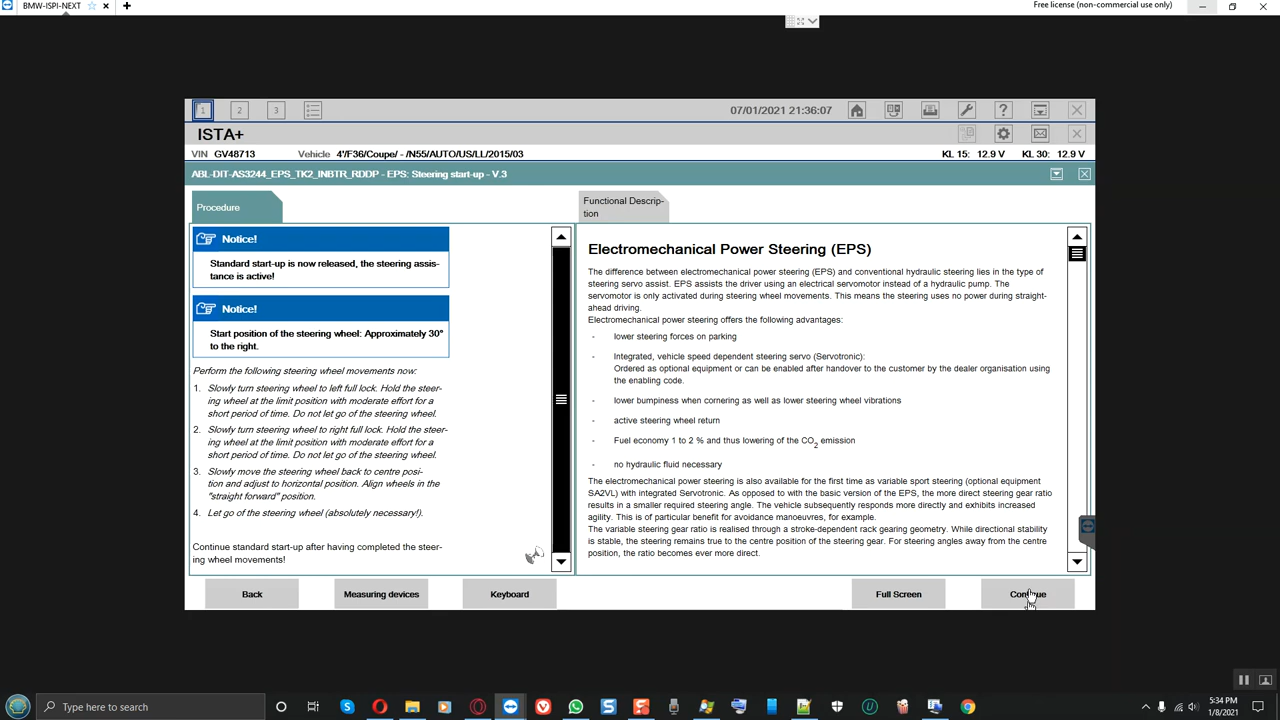 BMW-ISPI-NEXT
Free license (non-commercial use only)
1 2 3
07/01/2021 21:36:07
ISTA+
VIN GV48713 Vehicle 4'/F36/Coupe/ - /N55/AUTO/US/LL/2015/03 KL 15: 12.9 V KL 30: 12.9 V
ABL-DIT-AS3244_EPS_TK2_INBTR_RDDP - EPS: Steering start-up - V.3
Procedure
Notice!
Standard start-up is now released, the steering assis-
tance is active!
Notice!
Start position of the steering wheel: Approximately 30°
to the right.
Perform the following steering wheel movements now:
1. Slowly turn steering wheel to left full lock. Hold the steer-
ing wheel at the limit position with moderate effort for a
short period of time. Do not let go of the steering wheel.
2. Slowly turn steering wheel to right full lock. Hold the steer-
ing wheel at the limit position with moderate effort for a
short period of time. Do not let go of the steering wheel.
3. Slowly move the steering wheel back to centre posi-
tion and adjust to horizontal position. Align wheels in the
"straight forward" position.
4. Let go of the steering wheel (absolutely necessary!).
Continue standard start-up after having completed the steer-
ing wheel movements!
Functional Descrip-
tion
Electromechanical Power Steering (EPS)
The difference between electromechanical power steering (EPS) and conventional hydraulic steering lies in the type of
steering servo assist. EPS assists the driver using an electrical servomotor instead of a hydraulic pump. The
servomotor is only activated during steering wheel movements. This means the steering uses no power during straight-
ahead driving.
Electromechanical power steering offers the following advantages:
- lower steering forces on parking
- Integrated, vehicle speed dependent steering servo (Servotronic):
Ordered as optional equipment or can be enabled after handover to the customer by the dealer organisation using
the enabling code.
- lower bumpiness when cornering as well as lower steering wheel vibrations
- active steering wheel return
- Fuel economy 1 to 2 % and thus lowering of the CO2 emission
- no hydraulic fluid necessary
The electromechanical power steering is also available for the first time as variable sport steering (optional equipment
SA2VL) with integrated Servotronic. As opposed to with the basic version of the EPS, the more direct steering gear ratio
results in a smaller required steering angle. The vehicle subsequently responds more directly and exhibits increased
agility. This is of particular benefit for avoidance manoeuvres, for example.
The variable steering gear ratio is realised through a stroke-dependent rack gearing geometry. While directional stability
is stable, the steering remains true to the centre position of the steering gear. For steering angles away from the centre
position, the ratio becomes ever more direct.
Back Measuring devices Keyboard Full Screen Continue
Type here to search
5:34 PM
1/8/2021